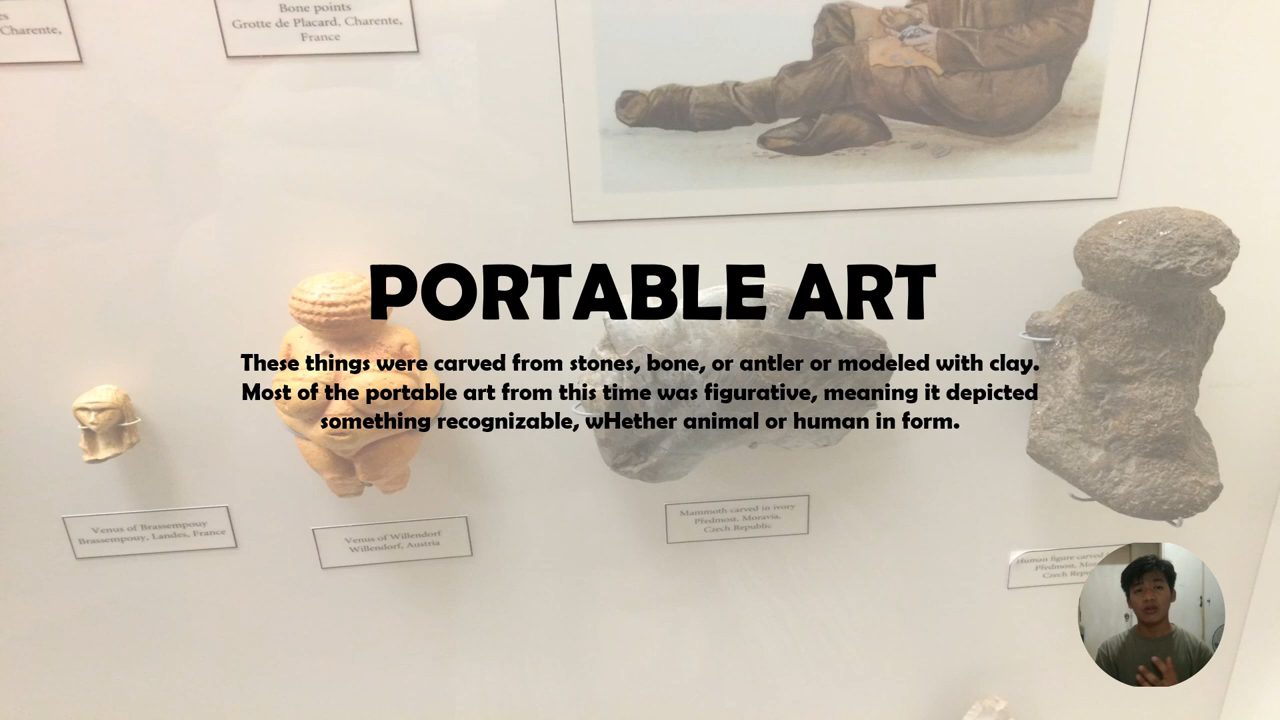 Charente,
Bone points
Grotte de Placard, Charente,
France
PORTABLE ART
These things were carved from stones, bone, or antler or modeled with clay.
Most of the portable art from this time was figurative, meaning it depicted
something recognizable, wHether animal or human in form.
Venus of Brassempouy
Brassempouy, Landes, France
Venus of Willendorf
Willendorf, Austria
Mammoth carved in ivory
Předmost, Moravia,
Czech Republic
Human figure carved
Předmost,
Czech